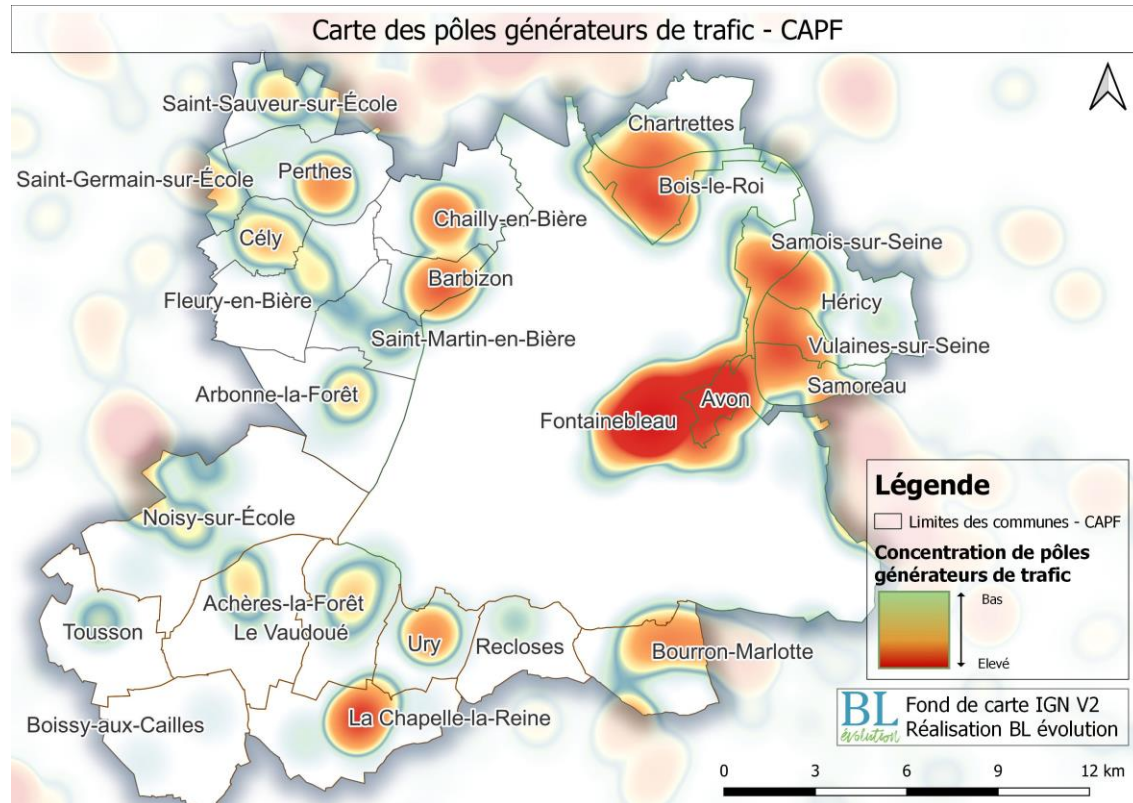 Carte des pôles générateurs de trafic - CAPF
Saint-Sauveur-sur-École
Chartrettes
Perthes
Saint-Germain-sur-École
Bois-le-Roi
Chailly-en-Bière
Cély
Samois-sur-Seine
Barbizon
Fleury-en-Bière
Héricy
Saint-Martin-en-Bière
Vulaines-sur-Seine
Arbonne-la-Forêt
Samoreau
Avon
Fontainebleau
Noisy-sur-École
Achères-la-Forêt
Le Vaudoué
Tousson
Ury
Recloses
Bourron-Marlotte
La Chapelle-la-Reine
Boissy-aux-Cailles
Légende
Limites des communes - CAPF
Concentration de pôles
générateurs de trafic
Bas
Elevé
BL
évolution
Fond de carte IGN V2
Réalisation BL évolution
0 3 6 9 12 km